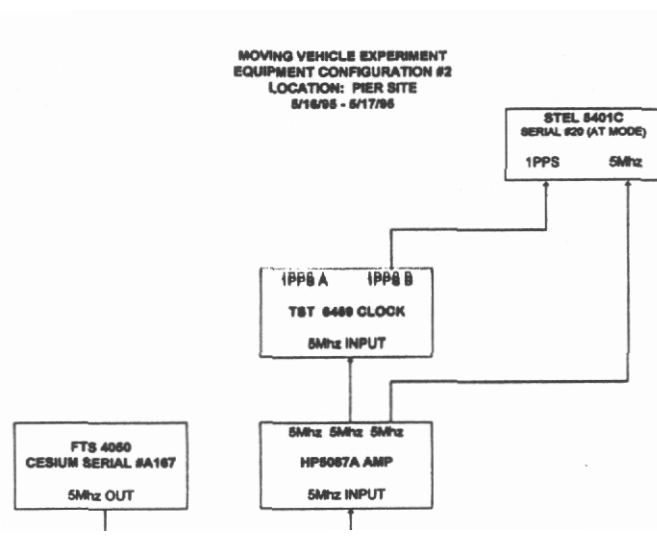 MOVING VEHICLE EXPERIMENT
EQUIPMENT CONFIGURATION #2
LOCATION: PIER SITE
5/16/95 - 5/17/95
STEL 5401C
SERIAL #20 (AT MODE)
1PPS 5Mhz
1PPS A 1PPS B
TST 6460 CLOCK
5Mhz INPUT
5Mhz 5Mhz 5Mhz
HP5087A AMP
5Mhz INPUT
FTS 4050
CESIUM SERIAL #A167
5Mhz OUT